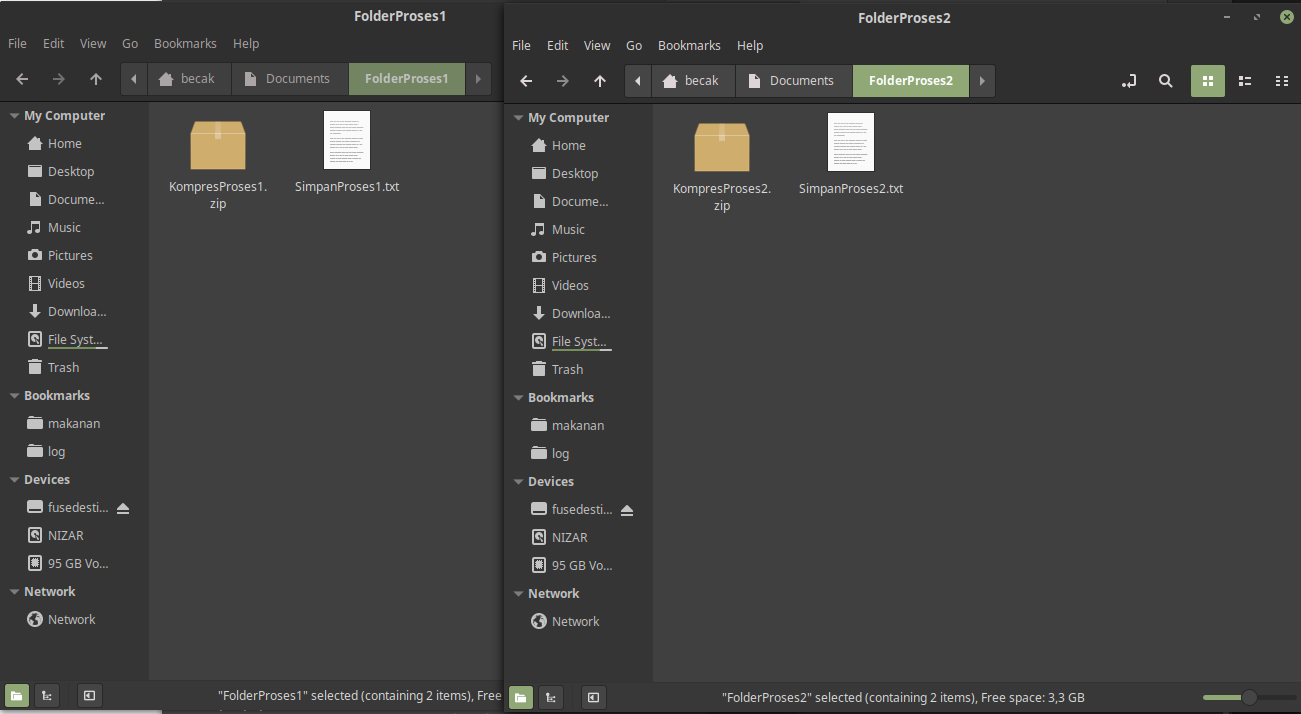 FolderProses1
File Edit View Go Bookmarks Help
becak Documents FolderProses1
My Computer
Home
Desktop
Docume...
Music
Pictures
Videos
Downloa...
File Syst...
Trash
Bookmarks
makanan
log
Devices
fusedesti...
NIZAR
95 GB Vo...
Network
Network
KompresProses1.
zip
SimpanProses1.txt
"FolderProses1" selected (containing 2 items), Free
FolderProses2
File Edit View Go Bookmarks Help
becak Documents FolderProses2
My Computer
Home
Desktop
Docume...
Music
Pictures
Videos
Downloa...
File Syst...
Trash
Bookmarks
makanan
log
Devices
fusedesti...
NIZAR
95 GB Vo...
Network
Network
KompresProses2.
zip
SimpanProses2.txt
"FolderProses2" selected (containing 2 items), Free space: 3,3 GB